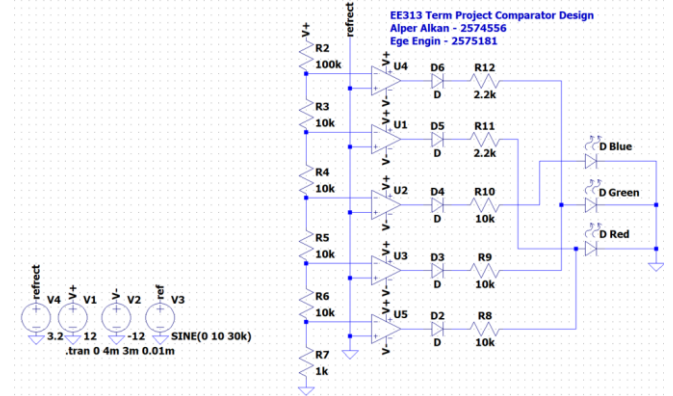 EE313 Term Project Comparator Design
Alper Alkan - 2574556
Ege Engin - 2575181
V+
refrect
R2
100k
V+
U4
V-
D6
D
R12
2.2k
R3
10k
V+
U1
V-
D5
D
R11
2.2k
D Blue
R4
10k
V+
U2
V-
D4
D
R10
10k
D Green
R5
10k
V+
U3
V-
D3
D
R9
10k
D Red
R6
10k
V+
U5
V-
D2
D
R8
10k
R7
1k
refrect
V4
3.2
V+
V1
12
V-
V2
-12
ref
V3
SINE(0 10 30k)
.tran 0 4m 3m 0.01m